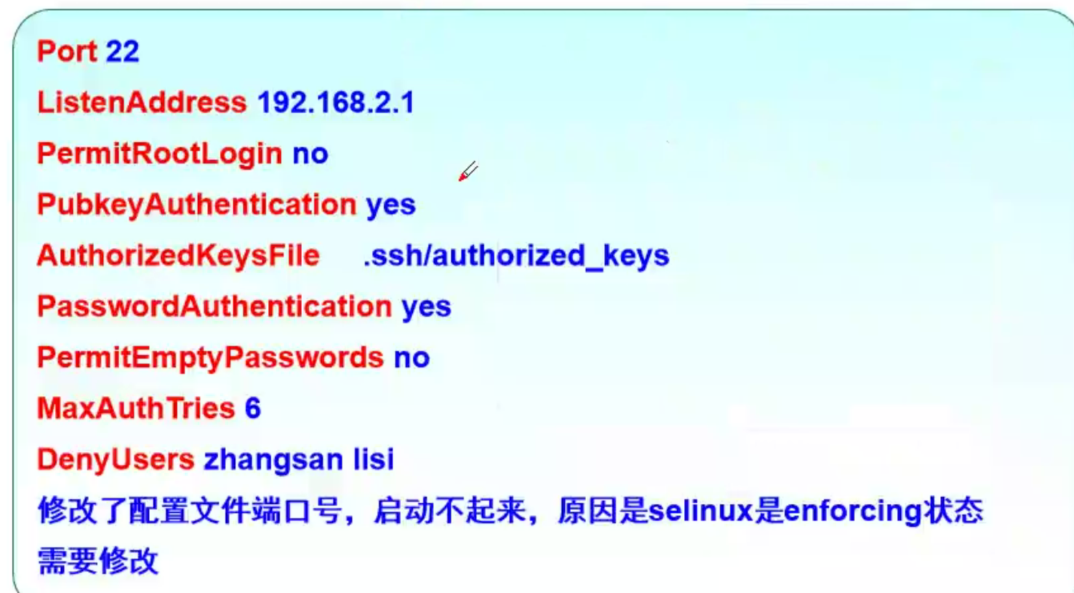 Port 22
ListenAddress 192.168.2.1
PermitRootLogin no
PubkeyAuthentication yes
AuthorizedKeysFile .ssh/authorized_keys
PasswordAuthentication yes
PermitEmptyPasswords no
MaxAuthTries 6
DenyUsers zhangsan lisi
修改了配置文件端口号，启动不起来，原因是selinux是enforcing状态
需要修改